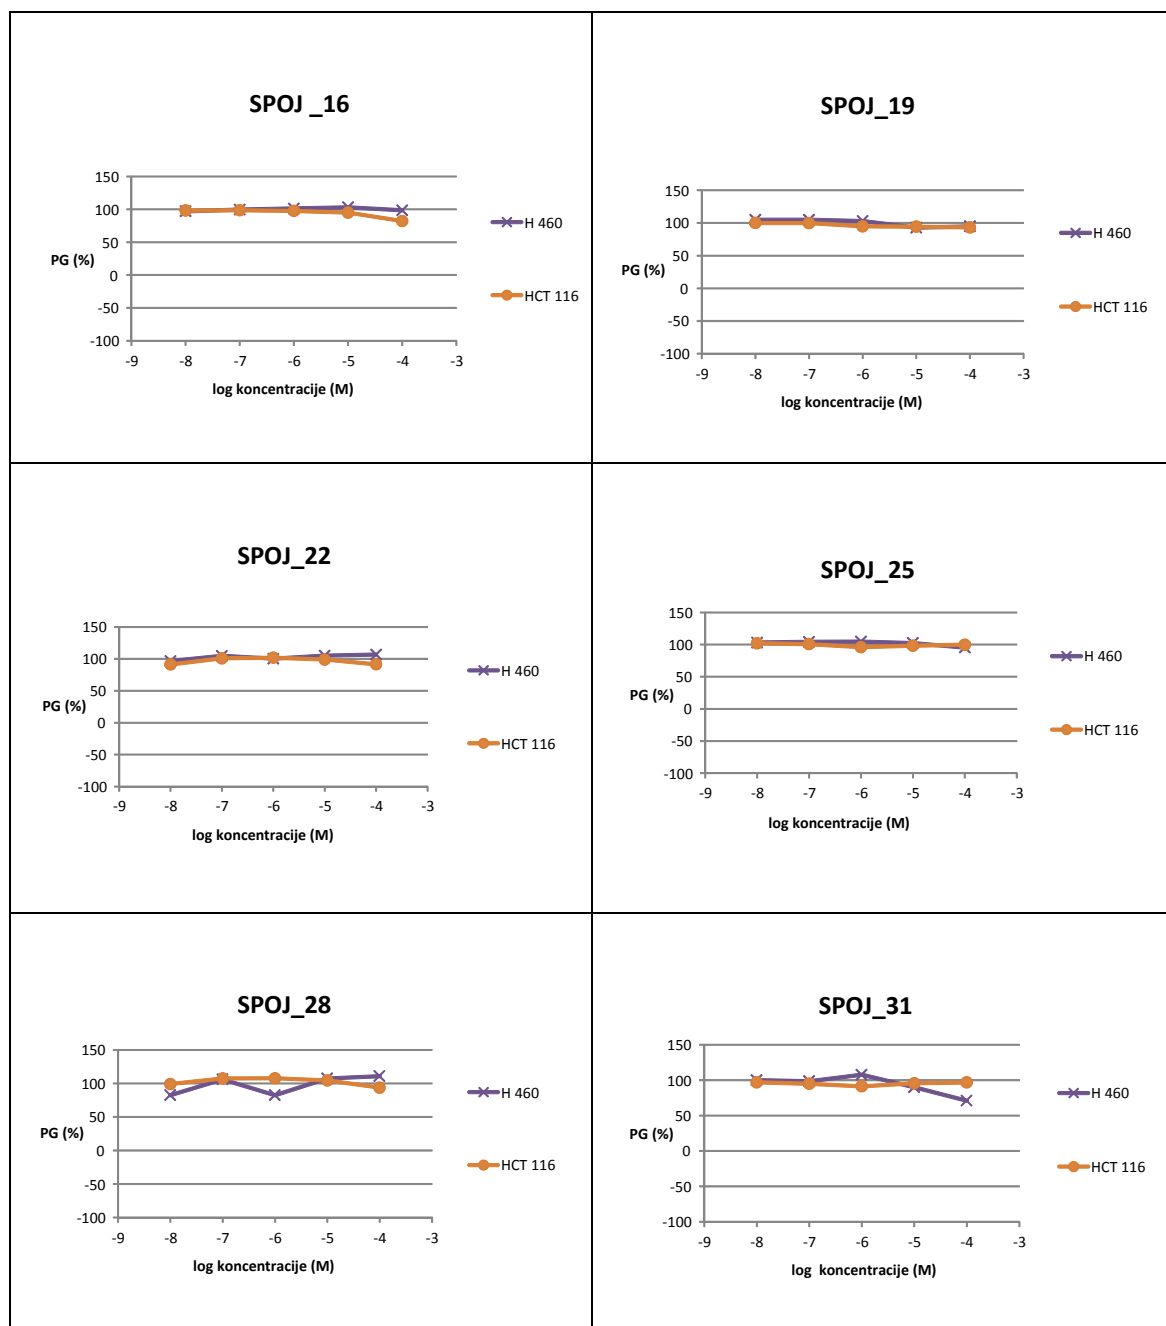 SPOJ _16
150
100
50
0
-50
-100
PG (%)
-9 -8 -7 -6 -5 -4 -3
log koncentracije (M)
H 460
HCT 116
SPOJ_19
150
100
50
0
-50
-100
PG (%)
-9 -8 -7 -6 -5 -4 -3
log koncentracije (M)
H 460
HCT 116
SPOJ_22
150
100
50
0
-50
-100
PG (%)
-9 -8 -7 -6 -5 -4 -3
log koncentracije (M)
H 460
HCT 116
SPOJ_25
150
100
50
0
-50
-100
PG (%)
-9 -8 -7 -6 -5 -4 -3
log koncentracije (M)
H 460
HCT 116
SPOJ_28
150
100
50
0
-50
-100
PG (%)
-9 -8 -7 -6 -5 -4 -3
log koncentracije (M)
H 460
HCT 116
SPOJ_31
150
100
50
0
-50
-100
PG (%)
-9 -8 -7 -6 -5 -4 -3
log koncentracije (M)
H 460
HCT 116